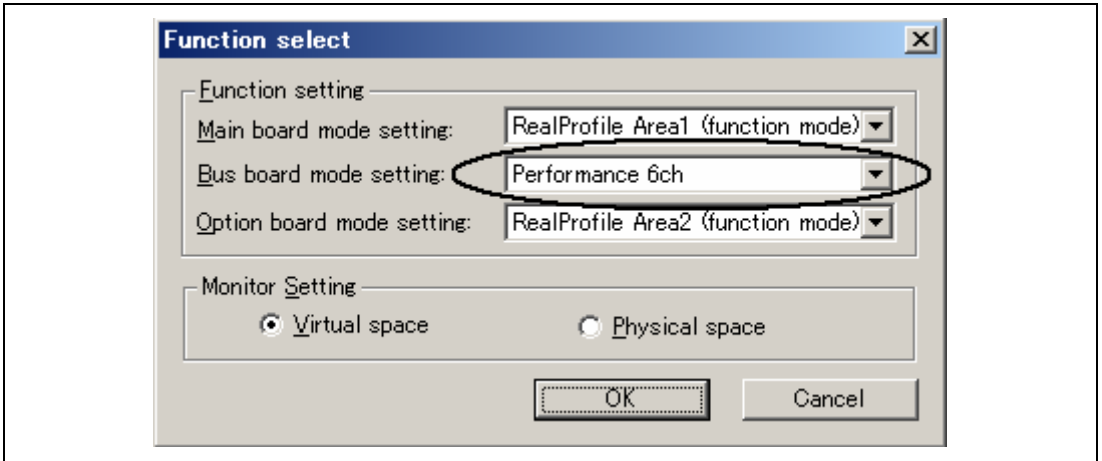 Function select
Function setting
Main board mode setting: RealProfile Area1 (function mode)
Bus board mode setting: Performance 6ch
Option board mode setting: RealProfile Area2 (function mode)
Monitor Setting
Virtual space Physical space
OK Cancel